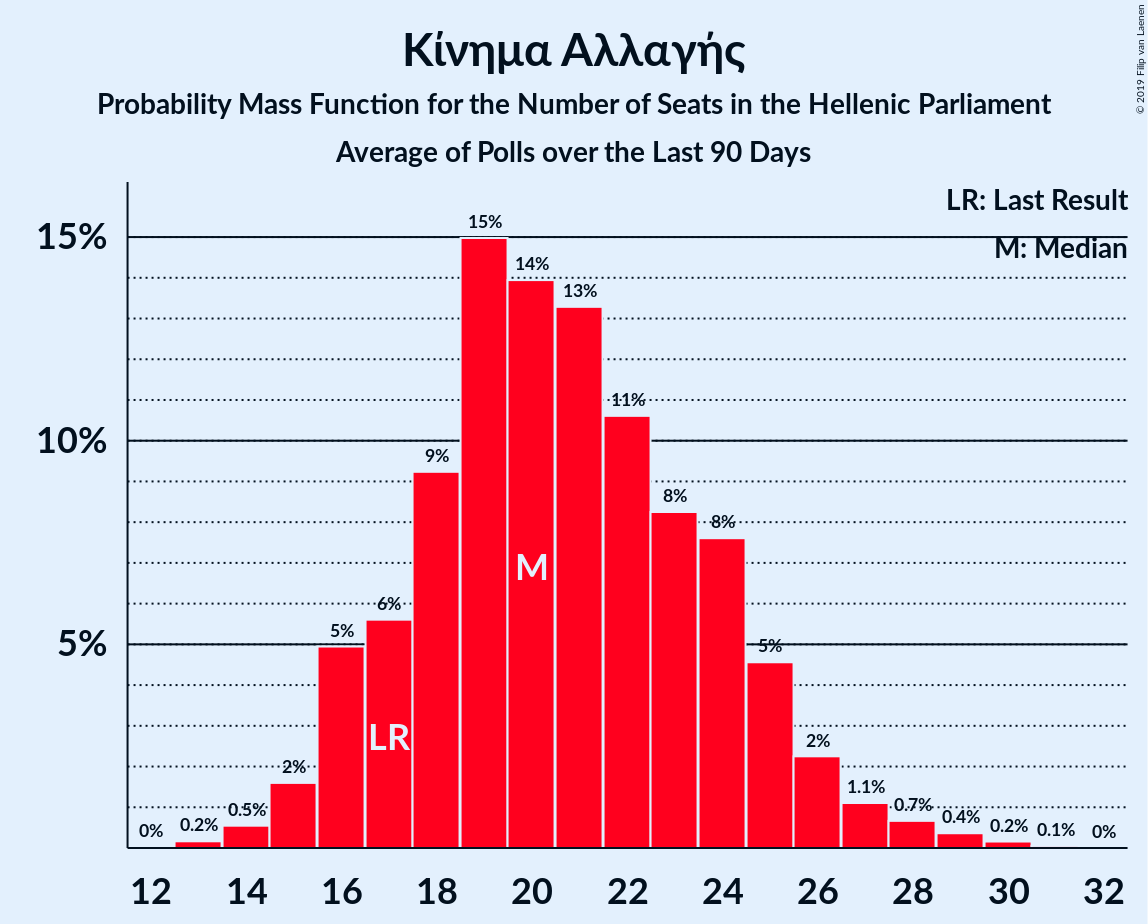 Κίνημα Αλλαγής
Probability Mass Function for the Number of Seats in the Hellenic Parliament
Average of Polls over the Last 90 Days
© 2019 Filip van Laenen
LR: Last Result
M: Median
15%
10%
5%
0%
0.2%
0.5%
2%
5%
6%
9%
15%
14%
13%
11%
8%
8%
5%
2%
1.1%
0.7%
0.4%
0.2%
0.1%
0%
LR
M
12 14 16 18 20 22 24 26 28 30 32